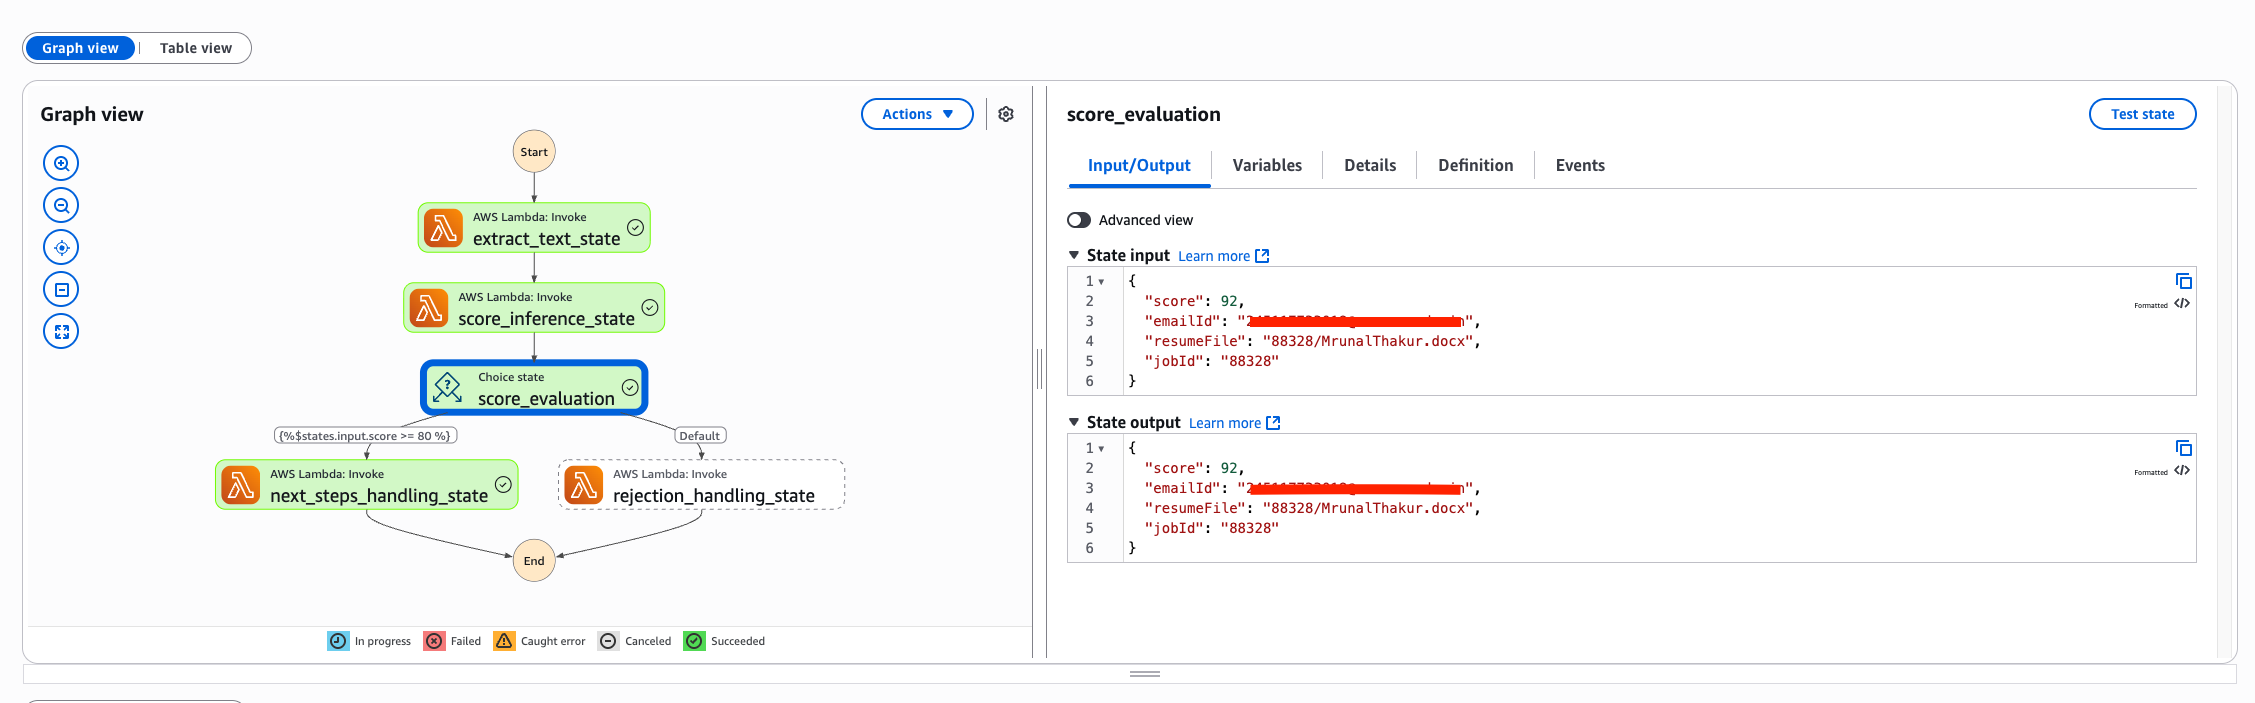 Graph view
Table view
Graph view
Actions
Start
AWS Lambda: Invoke
extract_text_state
AWS Lambda: Invoke
score_inference_state
Choice state
score_evaluation
{%$states.input.score >= 80 %}
Default
AWS Lambda: Invoke
next_steps_handling_state
AWS Lambda: Invoke
rejection_handling_state
End
In progress
Failed
Caught error
Canceled
Succeeded
score_evaluation
Test state
Input/Output
Variables
Details
Definition
Events
Advanced view
State input Learn more
1 {
2 "score": 92,
3 "emailId": "
4 "resumeFile": "88328/MrunalThakur.docx",
5 "jobId": "88328"
6 }
Formatted
State output Learn more
1 {
2 "score": 92,
3 "emailId": "
4 "resumeFile": "88328/MrunalThakur.docx",
5 "jobId": "88328"
6 }
Formatted